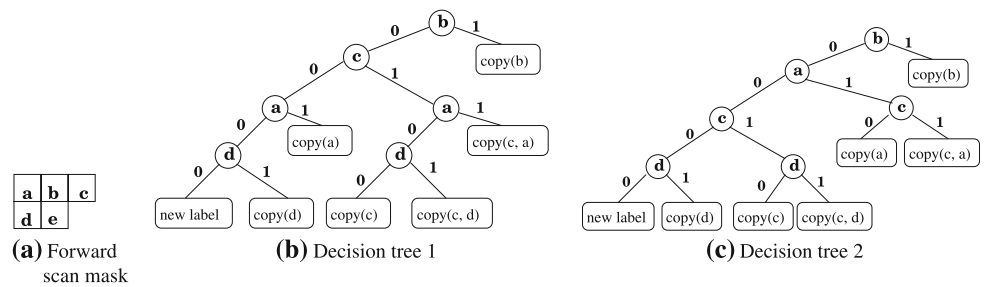 a b c
d e
(a) Forward
scan mask
b
0 1
c copy(b)
0 1
a a
0 1 0 1
d copy(a) d copy(c, a)
0 1 0 1
new label copy(d) copy(c) copy(c, d)
(b) Decision tree 1
b
0 1
a copy(b)
0 1
c c
0 1 0 1
d d copy(a) copy(c, a)
0 1 0 1
new label copy(d) copy(c) copy(c, d)
(c) Decision tree 2